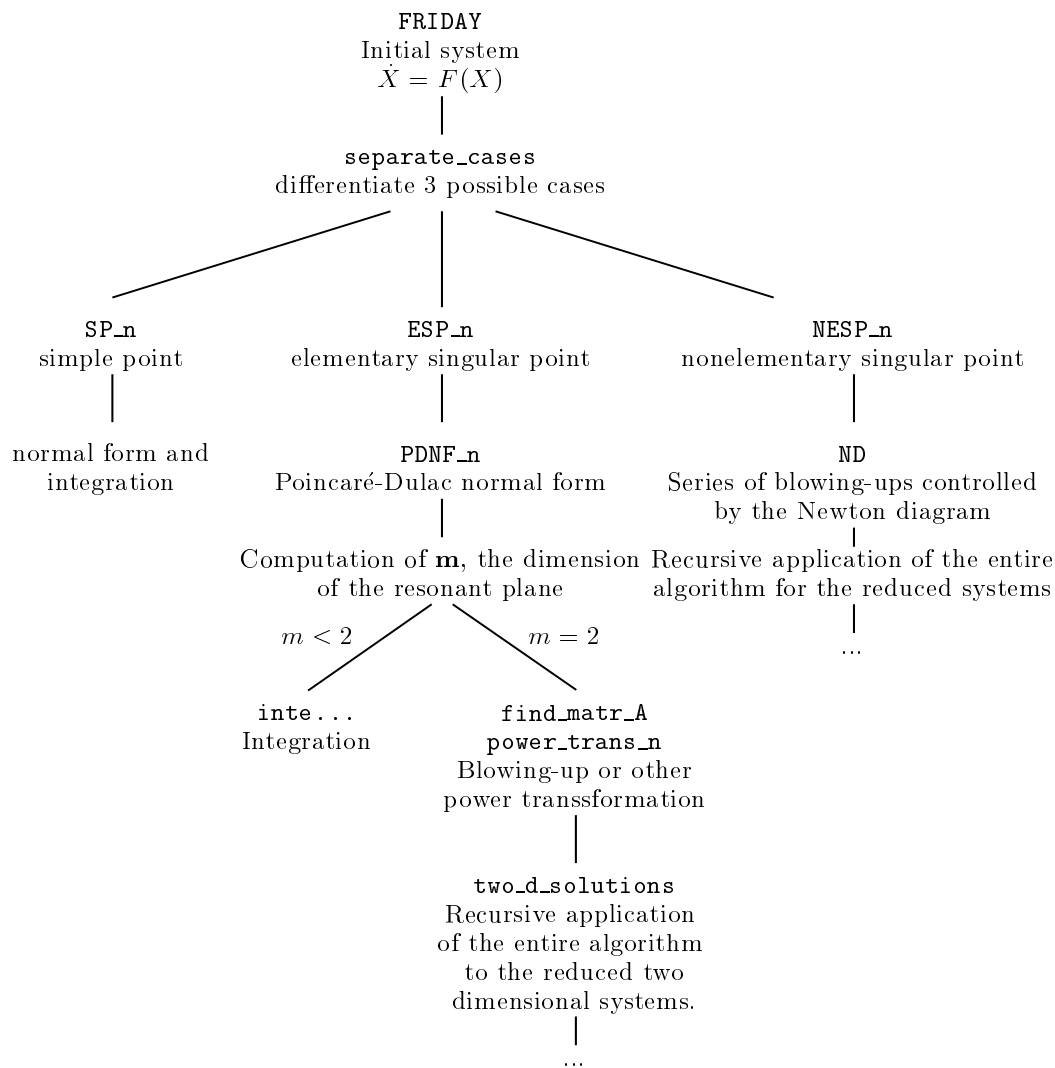 FRIDAY
Initial system
Ẋ = F(X)
separate_cases
differentiate 3 possible cases
SP_n
simple point
ESP_n
elementary singular point
NESP_n
nonelementary singular point
normal form and
integration
PDNF_n
Poincaré-Dulac normal form
ND
Series of blowing-ups controlled
by the Newton diagram
Computation of m, the dimension
of the resonant plane
Recursive application of the entire
algorithm for the reduced systems
...
m < 2
m = 2
inte...
Integration
find_matr_A
power_trans_n
Blowing-up or other
power transsformation
two_d_solutions
Recursive application
of the entire algorithm
to the reduced two
dimensional systems.
...